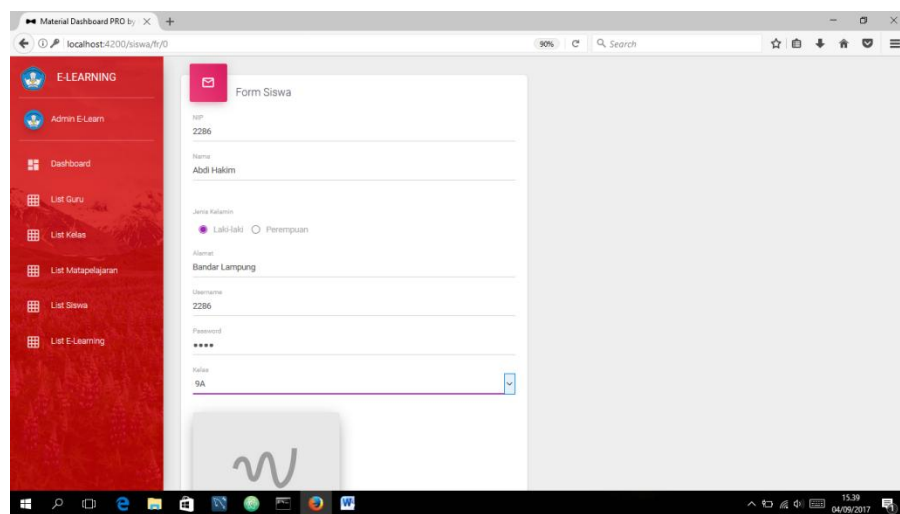 Material Dashboard PRO by
localhost:4200/siswa/fr/0
90%
Search
E-LEARNING
Admin E-Learn
Dashboard
List Guru
List Kelas
List Matapelajaran
List Siswa
List E-Learning
Form Siswa
NIP
2286
Nama
Abdi Hakim
Jenis Kelamin
Laki-laki
Perempuan
Alamat
Bandar Lampung
Username
2286
Password
••••
Kelas
9A
15.39
04/09/2017